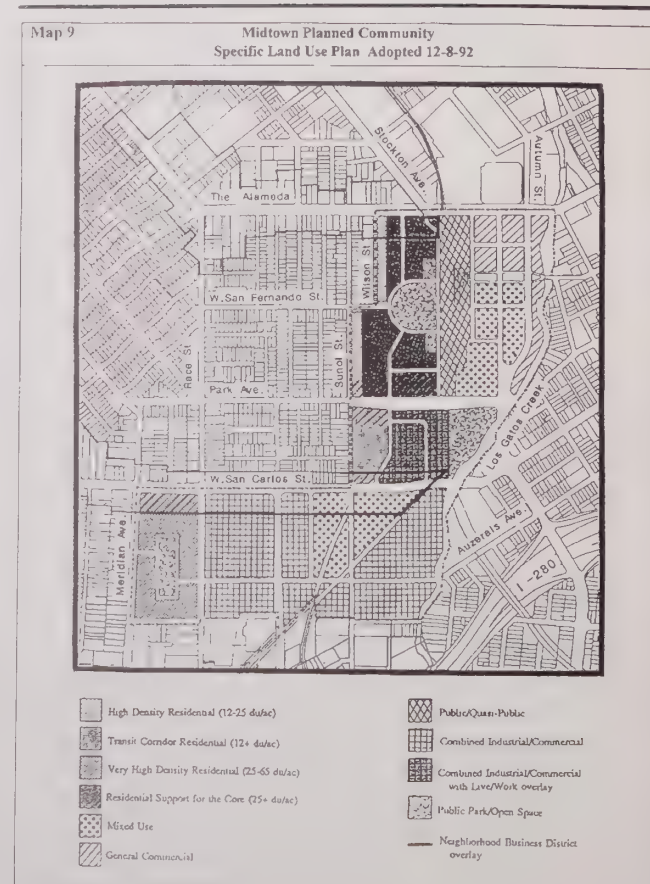 Map 9
Midtown Planned Community
Specific Land Use Plan Adopted 12-8-92
Stockton Ave.
Autumn St.
The Alameda
Wilson St.
W. San Fernando St.
Race St.
Sunol St.
Park Ave.
Los Gatos Creek
W. San Carlos St.
Auzerais Ave.
Meridian Ave.
I-280
High Density Residential (12-25 du/ac)
Transit Corridor Residential (12+ du/ac)
Very High Density Residential (25-65 du/ac)
Residential Support for the Core (25+ du/ac)
Mixed Use
General Commercial
Public/Quasi-Public
Combined Industrial/Commercial
Combined Industrial/Commercial
with Live/Work overlay
Public Park/Open Space
Neighborhood Business District
overlay